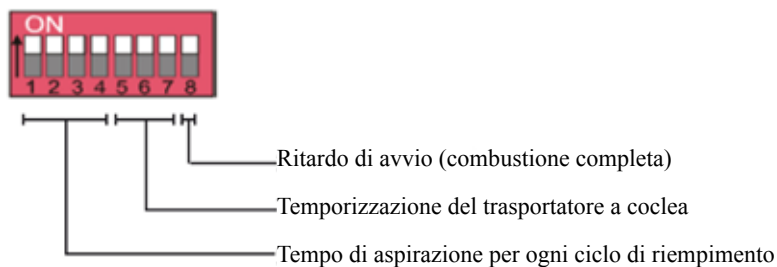 ON
1 2 3 4 5 6 7 8
Ritardo di avvio (combustione completa)
Temporizzazione del trasportatore a coclea
Tempo di aspirazione per ogni ciclo di riempimento